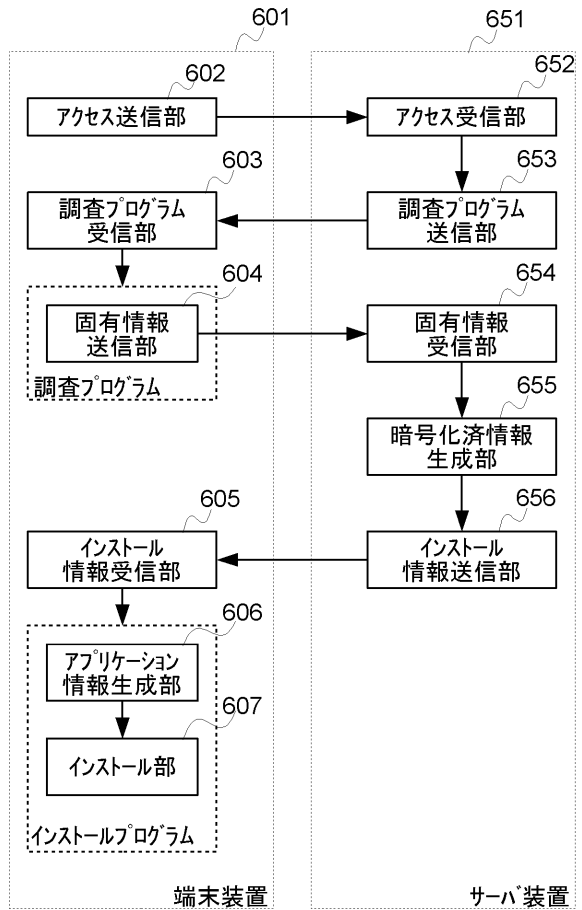 601
651
602
652
アクセス送信部
アクセス受信部
603
653
調査プログラム
受信部
調査プログラム
送信部
604
654
固有情報
送信部
固有情報
受信部
調査プログラム
655
暗号化済情報
生成部
605
656
インストール
情報受信部
インストール
情報送信部
606
アプリケーション
情報生成部
607
インストール部
インストールプログラム
端末装置
サーバ装置